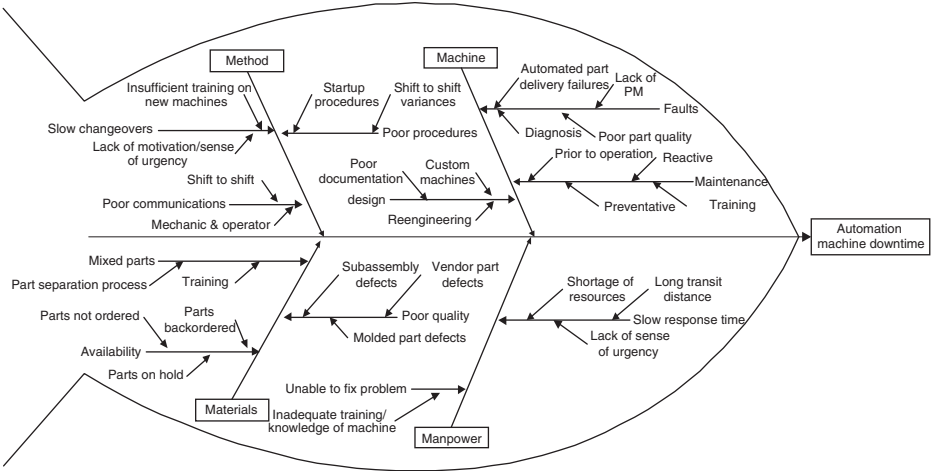 Method
Insufficient training on
new machines
Slow changeovers
Lack of motivation/sense
of urgency
Shift to shift
Poor communications
Mechanic & operator
Startup
procedures
Shift to shift
variances
Poor procedures
Machine
Automated part
delivery failures
Lack of
PM
Faults
Diagnosis
Poor part quality
Prior to operation
Reactive
Maintenance
Preventative
Training
Poor
documentation
Custom
machines
design
Reengineering
Automation
machine downtime
Mixed parts
Part separation process
Training
Parts not ordered
Parts
backordered
Availability
Parts on hold
Materials
Subassembly
defects
Vendor part
defects
Poor quality
Molded part defects
Unable to fix problem
Inadequate training/
knowledge of machine
Manpower
Shortage of
resources
Long transit
distance
Slow response time
Lack of sense
of urgency